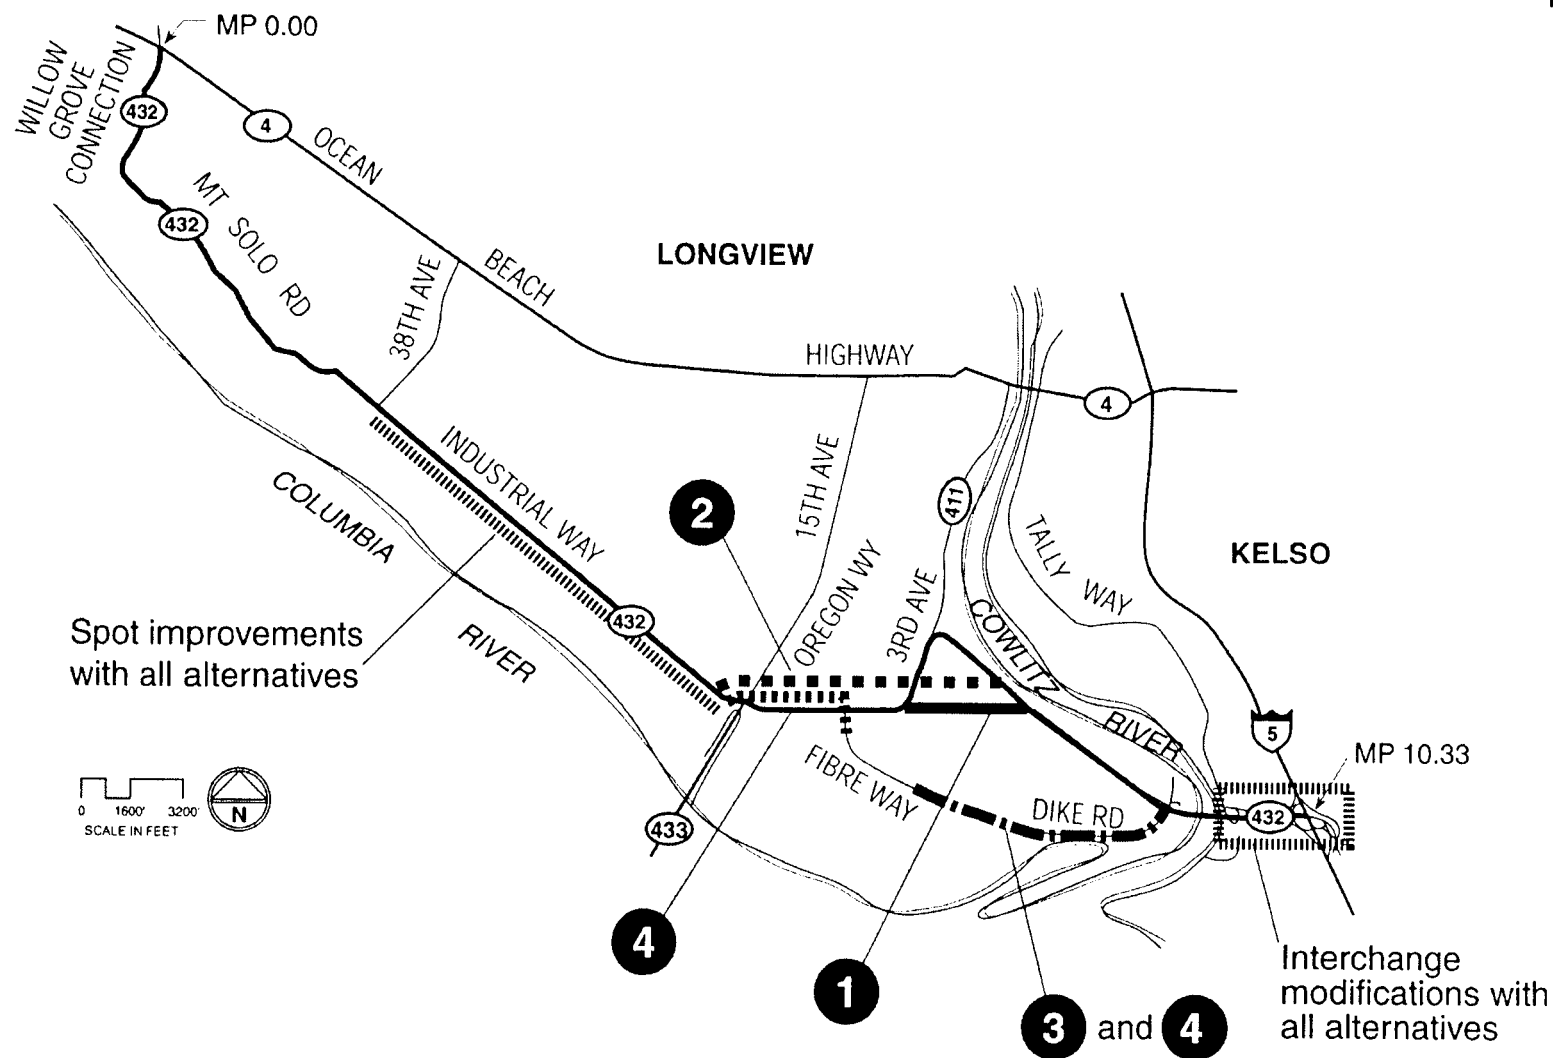 MP 0.00
WILLOW
GROVE
CONNECTION
432
4
OCEAN
BEACH
HIGHWAY
MT SOLO RD
432
LONGVIEW
38TH AVE
4
INDUSTRIAL WAY
COLUMBIA
RIVER
15TH AVE
2
411
TALLY WAY
KELSO
OREGON WY
3RD AVE
COWLITZ
RIVER
432
Spot improvements
with all alternatives
5
MP 10.33
FIBRE WAY
DIKE RD
432
433
0 1600' 3200'
SCALE IN FEET
N
4
1
3 and 4
Interchange
modifications with
all alternatives